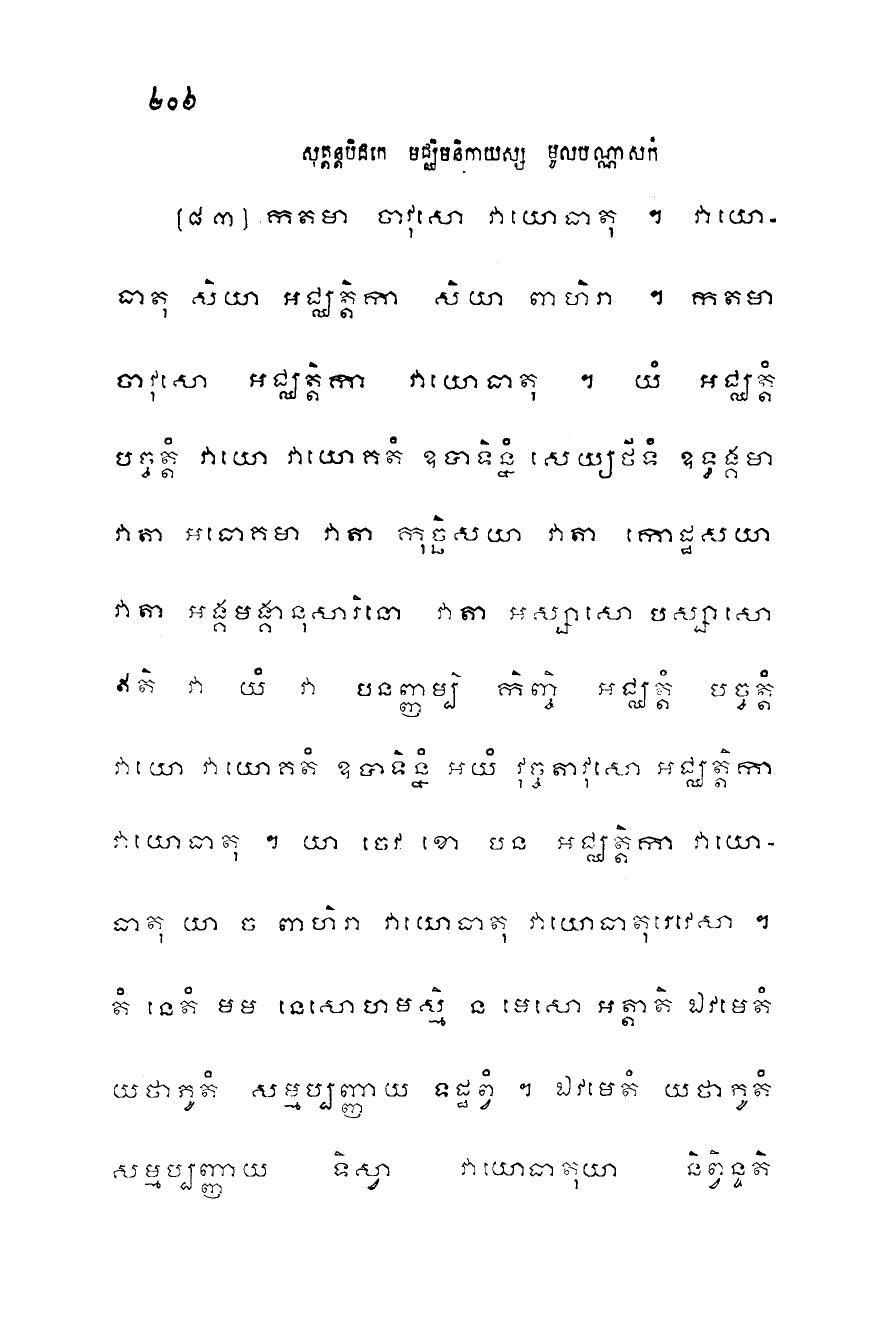 ២០៦
សុត្តន្តបិដកេ មជ្ឈិមនិកាយស្ស មូលបណ្ណាសកំ
[៨៣] កតមា ចាវុសោ វាយោធាតុ ។ វាយោ-
ធាតុ សិយា អជ្ឈត្តិកា សិយា ពាហិរា ។ កតមា
ចាវុសោ អជ្ឈត្តិកា វាយោធាតុ ។ យំ អជ្ឈត្តំ
បច្ចត្តំ វាយោ វាយោគតំ ឧបាទិន្នំ សេយ្យថីទំ ឧទ្ធង្គមា
វាតា អធោគមា វាតា កុច្ឆិសយា វាតា កោដ្ឋសយា
វាតា អង្គមង្គានុសារិនោ វាតា អស្សាសោ បស្សាសោ
ឥតិ វា យំ វា បនញ្ញម្បិ កិញ្ចិ អជ្ឈត្តំ បច្ចត្តំ
វាយោ វាយោគតំ ឧបាទិន្នំ អយំ វុច្ចតាវុសោ អជ្ឈត្តិកា
វាយោធាតុ ។ យា ចេវ ខោ បន អជ្ឈត្តិកា វាយោ-
ធាតុ យា ច ពាហិរា វាយោធាតុ វាយោធាតុរេវេសា ។
តំ នេតំ មម នេសោហមស្មិ ន មេសោ អត្តាតិ ឯវមេតំ
យថាភូតំ សម្មប្បញ្ញាយ ទដ្ឋព្វំ ។ ឯវមេតំ យថាភូតំ
សម្មប្បញ្ញាយ ទិស្វា វាយោធាតុយា និព្វិន្ទតិ